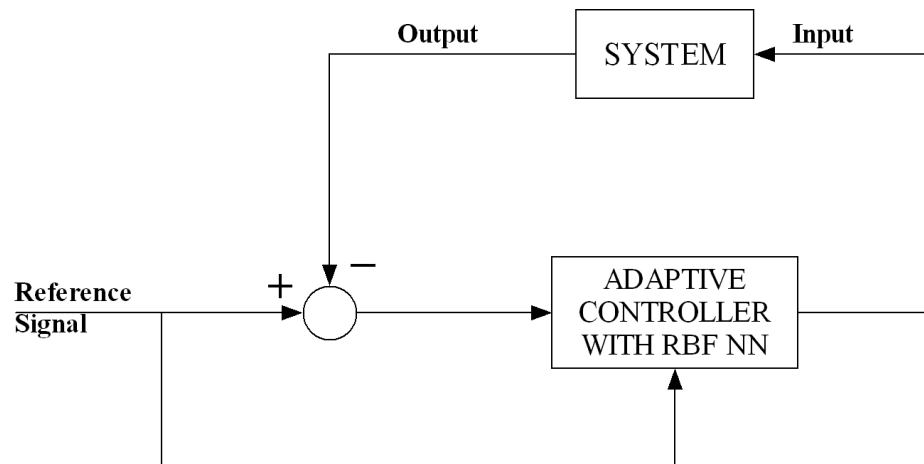 Output
SYSTEM
Input
+
−
Reference
Signal
ADAPTIVE
CONTROLLER
WITH RBF NN